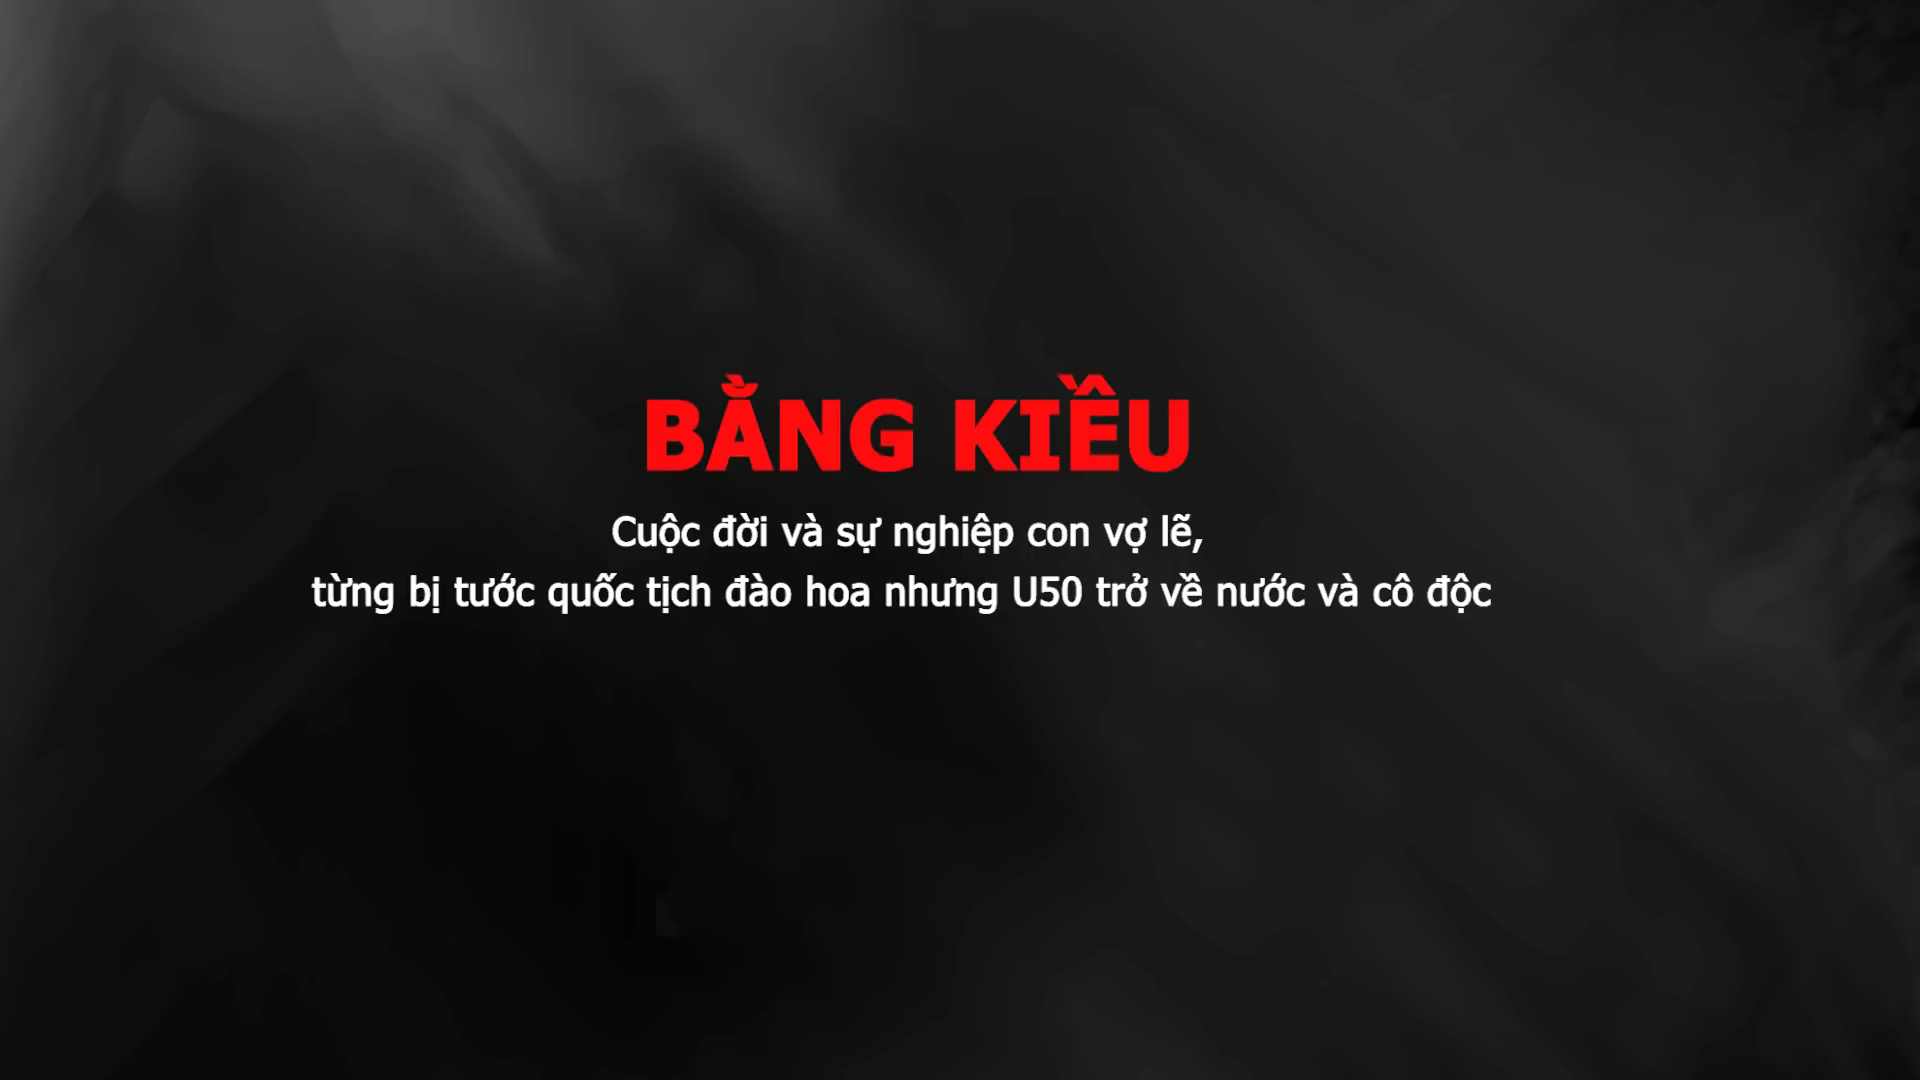 BẰNG KIỀU
Cuộc đời và sự nghiệp con vợ lẽ,
từng bị tước quốc tịch đào hoa nhưng U50 trở về nước và cô độc